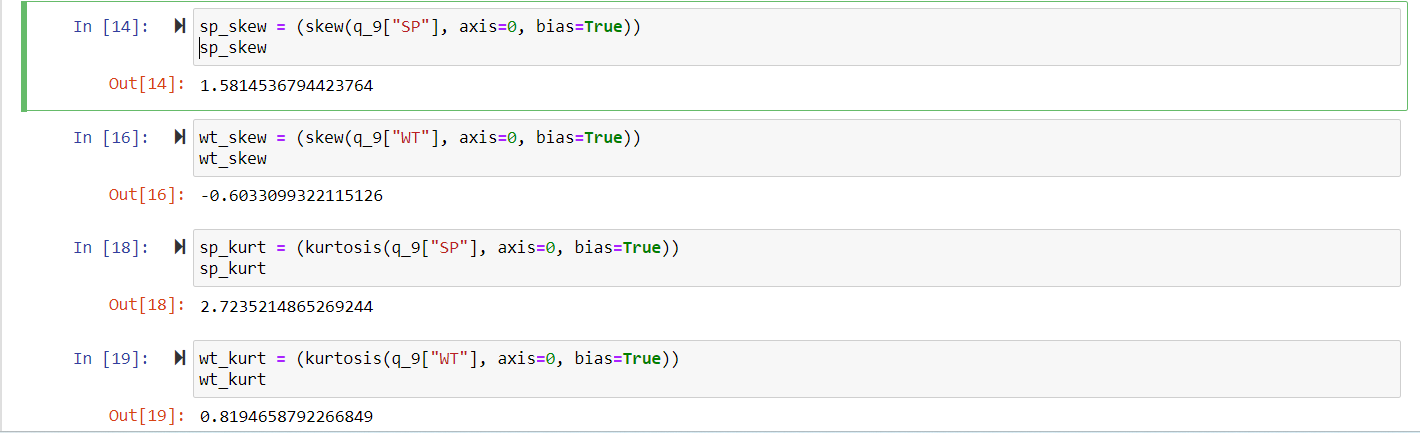 In [14]: sp_skew = (skew(q_9["SP"], axis=0, bias=True))
sp_skew
Out[14]: 1.5814536794423764
In [16]: wt_skew = (skew(q_9["WT"], axis=0, bias=True))
wt_skew
Out[16]: -0.6033099322115126
In [18]: sp_kurt = (kurtosis(q_9["SP"], axis=0, bias=True))
sp_kurt
Out[18]: 2.7235214865269244
In [19]: wt_kurt = (kurtosis(q_9["WT"], axis=0, bias=True))
wt_kurt
Out[19]: 0.8194658792266849